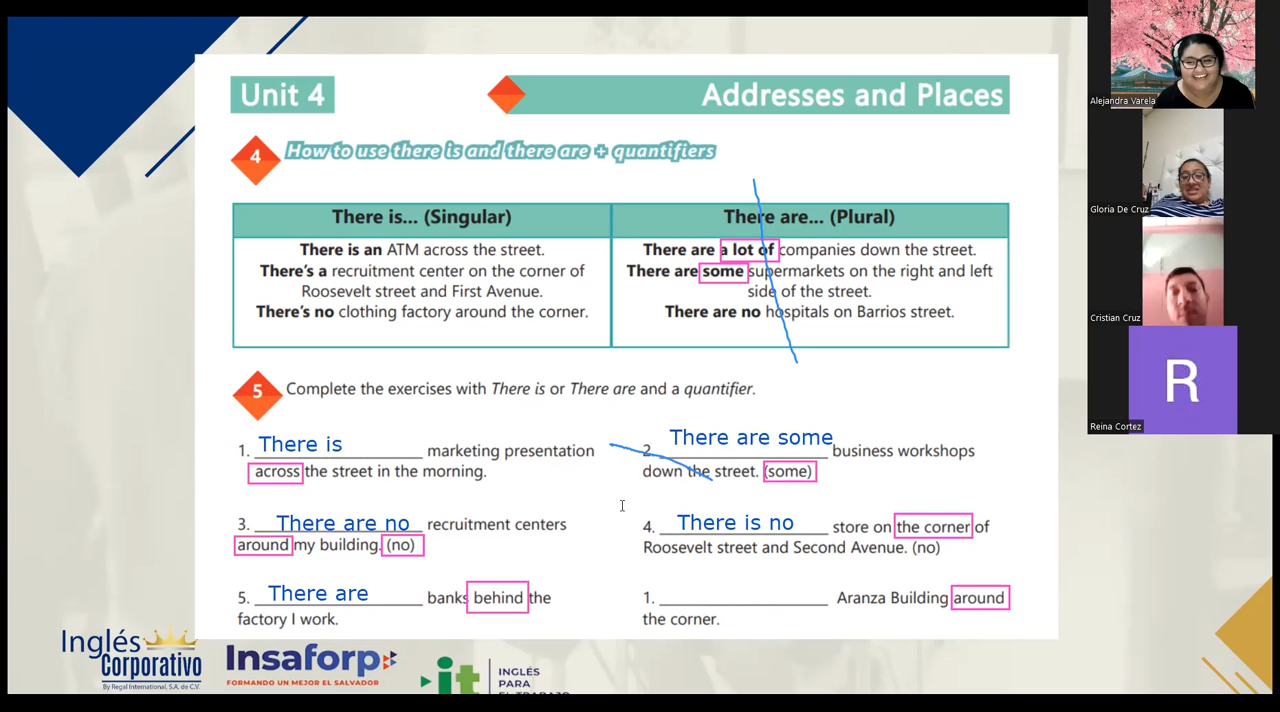 Unit 4
Addresses and Places
4
How to use there is and there are + quantifiers
There is... (Singular)
There are... (Plural)
There is an ATM across the street.
There's a recruitment center on the corner of
Roosevelt street and First Avenue.
There's no clothing factory around the corner.
There are a lot of companies down the street.
There are some supermarkets on the right and left
side of the street.
There are no hospitals on Barrios street.
5
Complete the exercises with There is or There are and a quantifier.
1. There is marketing presentation
across the street in the morning.
2. There are some business workshops
down the street. (some)
3. There are no recruitment centers
around my building. (no)
4. There is no store on the corner of
Roosevelt street and Second Avenue. (no)
5. There are banks behind the
factory I work.
1. ____________ Aranza Building around
the corner.
Inglés
Corporativo
By Regal International, S.A. de C.V.
Insaforp
FORMANDO UN MEJOR EL SALVADOR
it
INGLÉS
PARA
EL TRABAJO
Alejandra Varela
Gloria De Cruz
Cristian Cruz
R
Reina Cortez